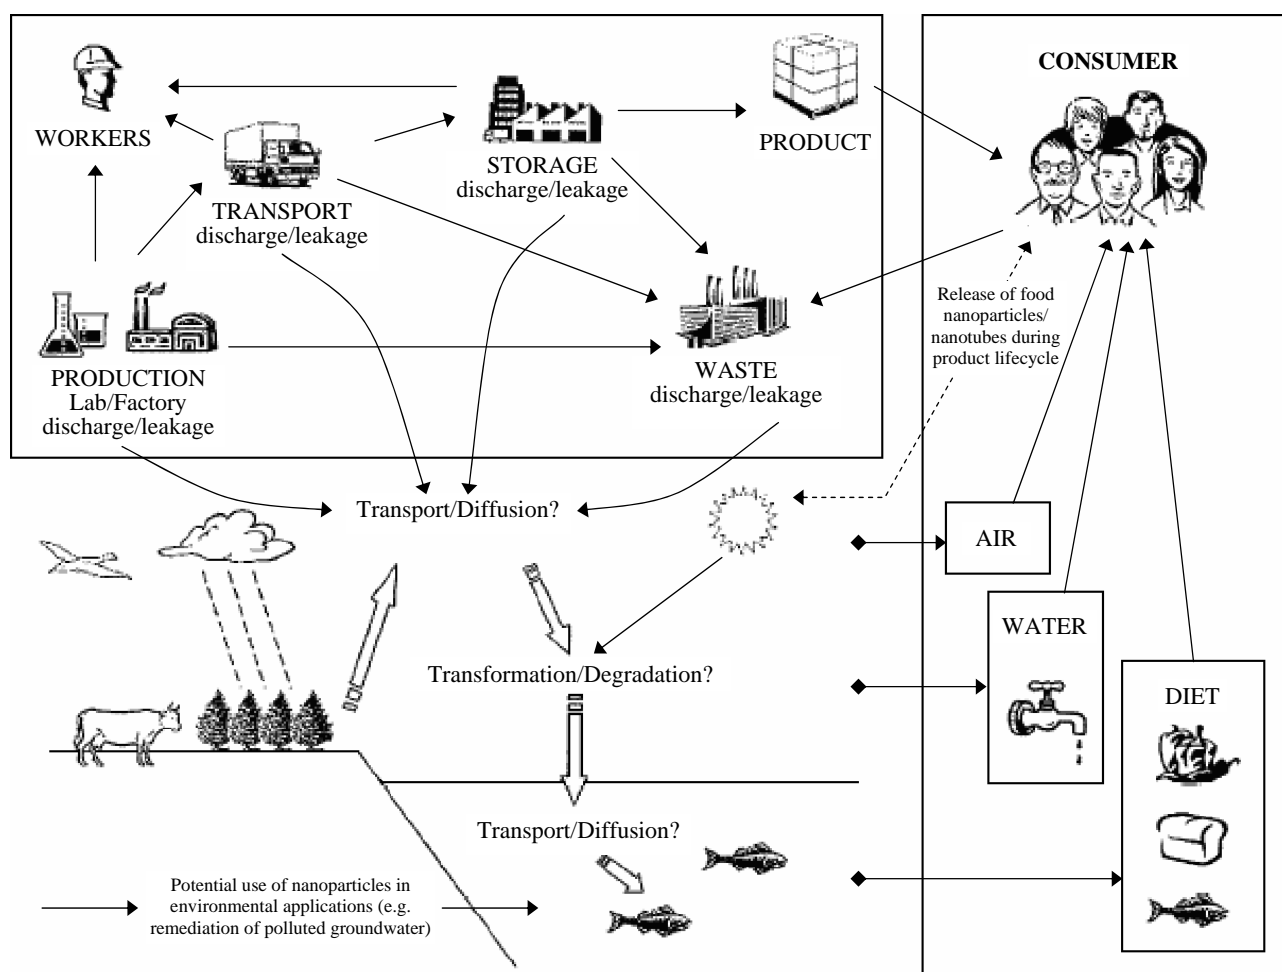 CONSUMER
WORKERS
PRODUCT
STORAGE
discharge/leakage
TRANSPORT
discharge/leakage
Release of food
nanoparticles/
nanotubes during
product lifecycle
PRODUCTION
Lab/Factory
discharge/leakage
WASTE
discharge/leakage
Transport/Diffusion?
AIR
WATER
Transformation/Degradation?
DIET
Transport/Diffusion?
Potential use of nanoparticles in
environmental applications (e.g.
remediation of polluted groundwater)